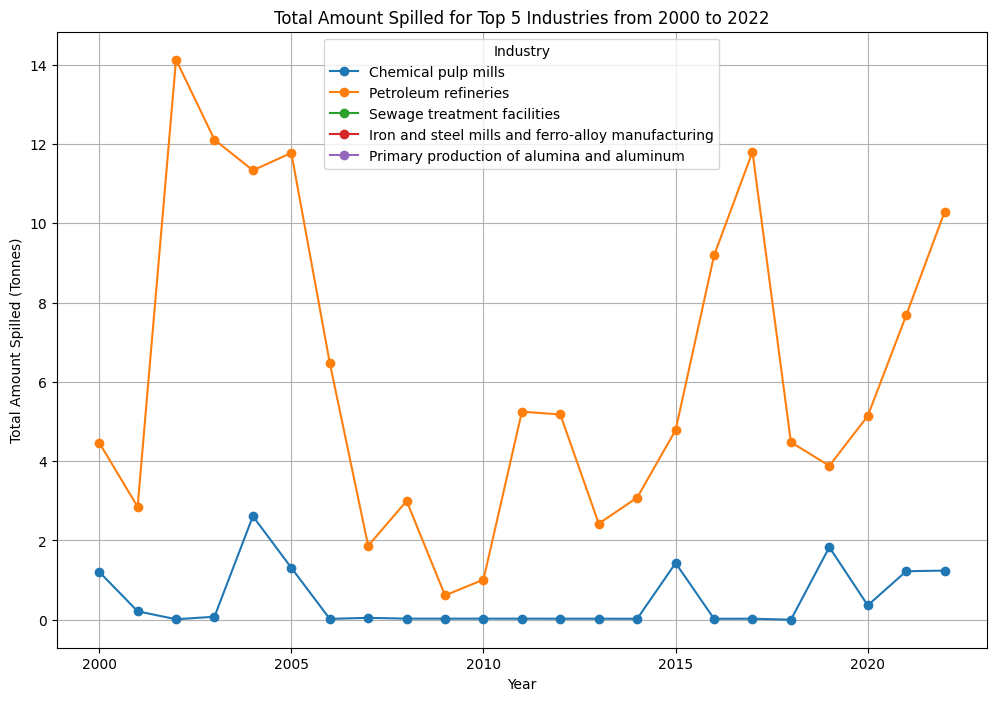 Total Amount Spilled for Top 5 Industries from 2000 to 2022
Industry
Chemical pulp mills
Petroleum refineries
Sewage treatment facilities
Iron and steel mills and ferro-alloy manufacturing
Primary production of alumina and aluminum
Total Amount Spilled (Tonnes)
14
12
10
8
6
4
2
0
2000
2005
2010
2015
2020
Year